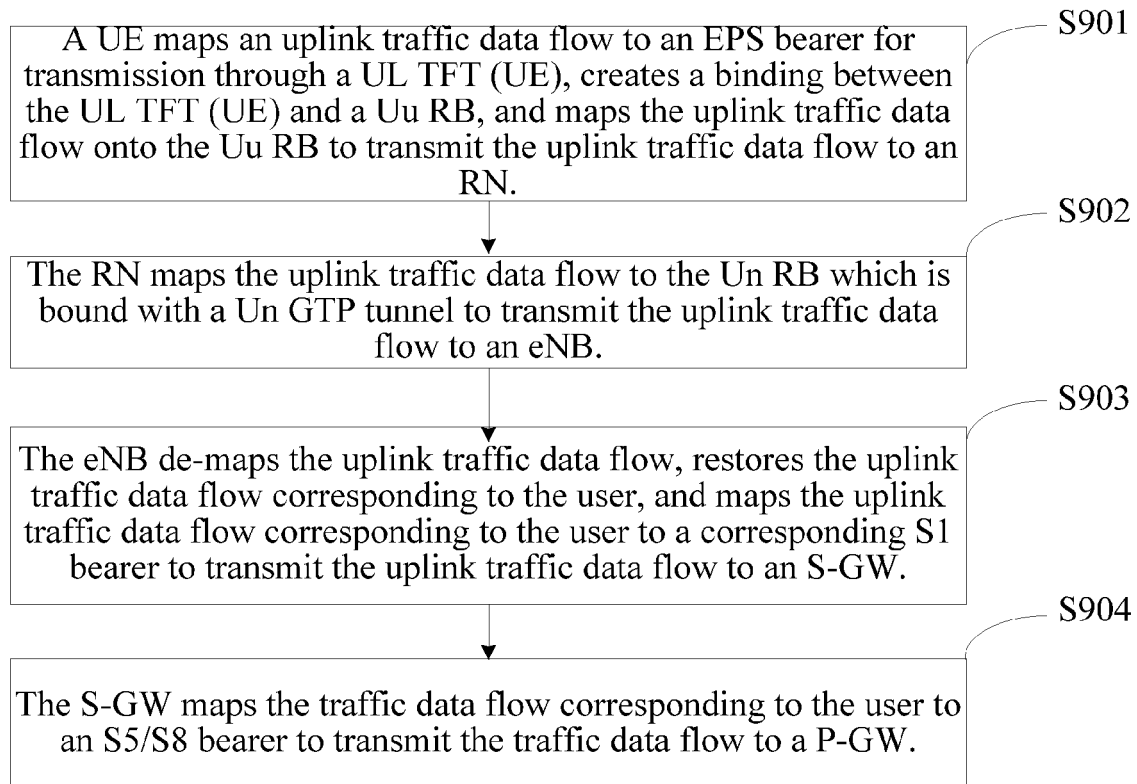 S901
A UE maps an uplink traffic data flow to an EPS bearer for
transmission through a UL TFT (UE), creates a binding between
the UL TFT (UE) and a Uu RB, and maps the uplink traffic data
flow onto the Uu RB to transmit the uplink traffic data flow to an
RN.
S902
The RN maps the uplink traffic data flow to the Un RB which is
bound with a Un GTP tunnel to transmit the uplink traffic data
flow to an eNB.
S903
The eNB de-maps the uplink traffic data flow, restores the uplink
traffic data flow corresponding to the user, and maps the uplink
traffic data flow corresponding to the user to a corresponding S1
bearer to transmit the uplink traffic data flow to an S-GW.
S904
The S-GW maps the traffic data flow corresponding to the user to
an S5/S8 bearer to transmit the traffic data flow to a P-GW.